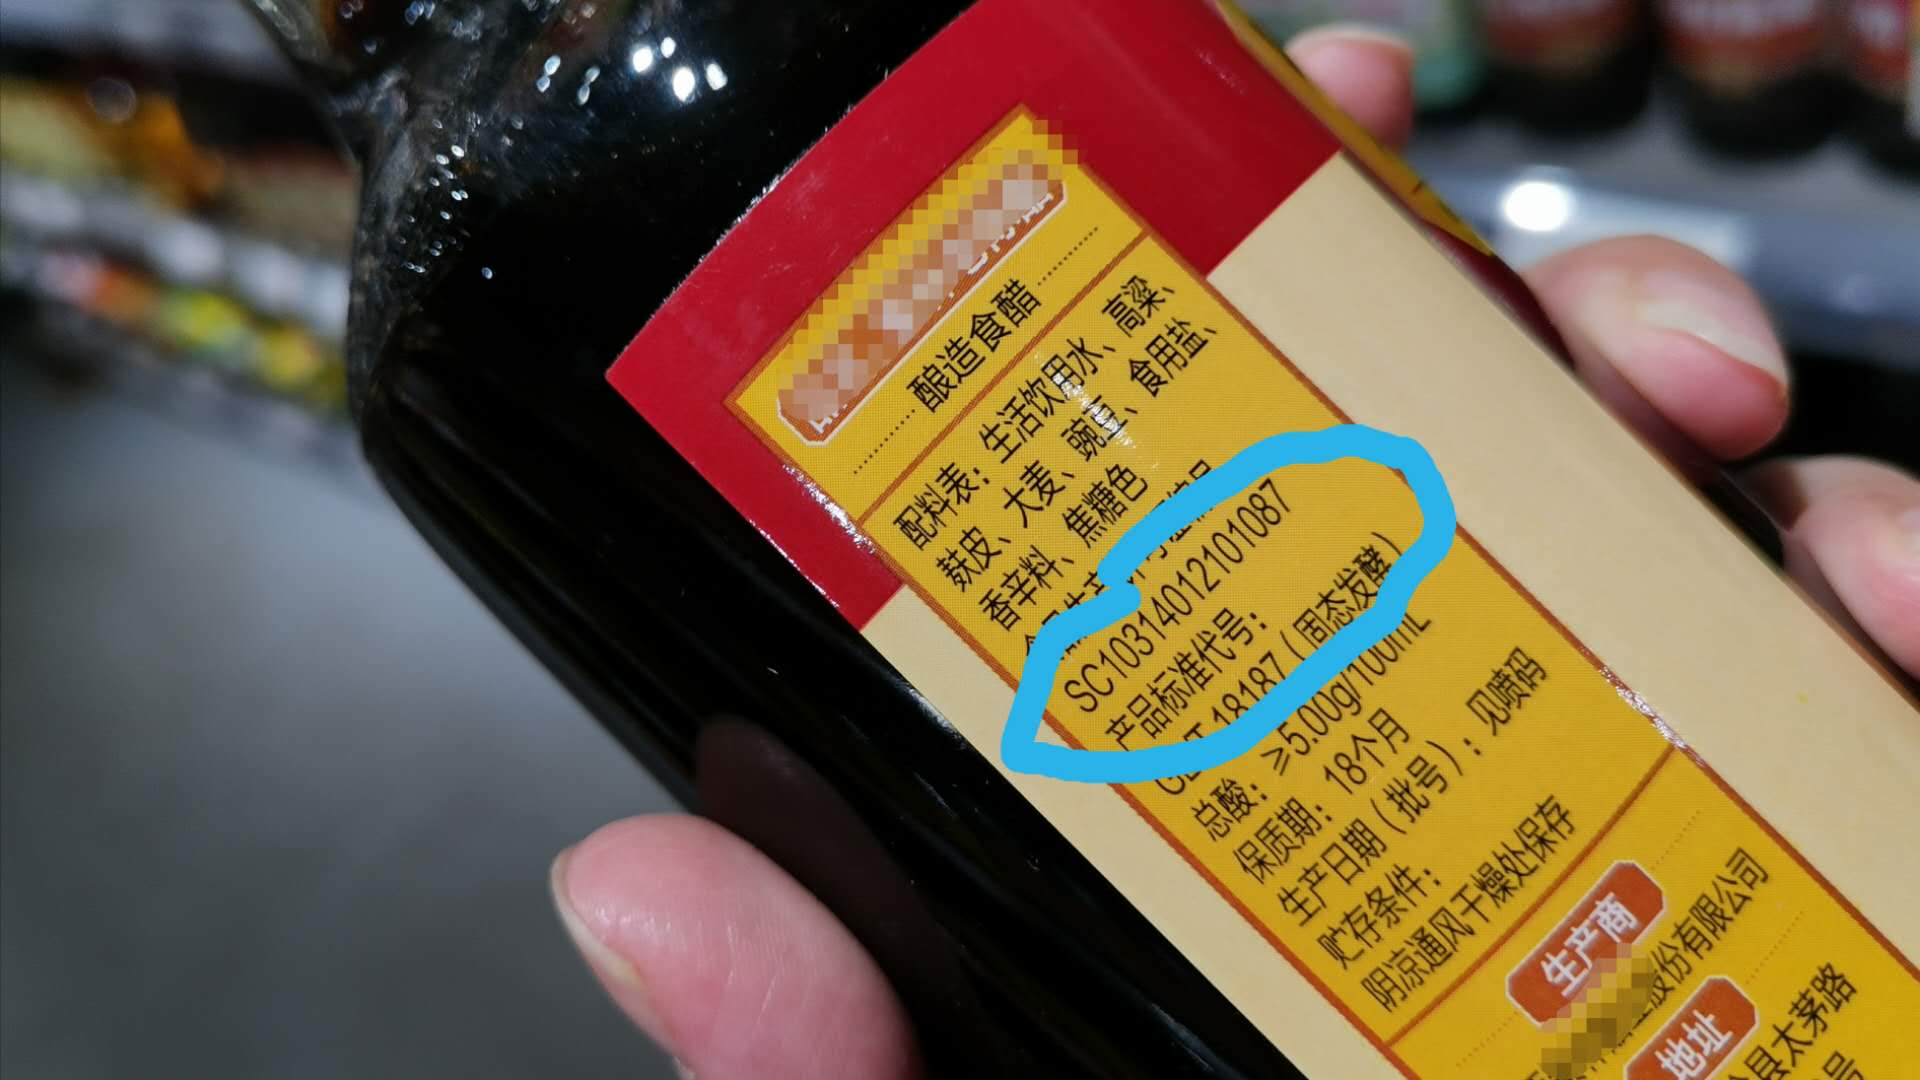 酿造食醋
配料表：生活饮用水、高粱、
麸皮、大麦、豌豆、食用盐、
香辛料、焦糖色
SC10314012101087
产品标准代号：
18187（固态发酵）
总酸：≥5.00g/100mL
保质期：18个月
生产日期（批号）：见喷码
贮存条件：
阴凉通风干燥处保存
生产商
股份有限公司
地址
县太茅路
号